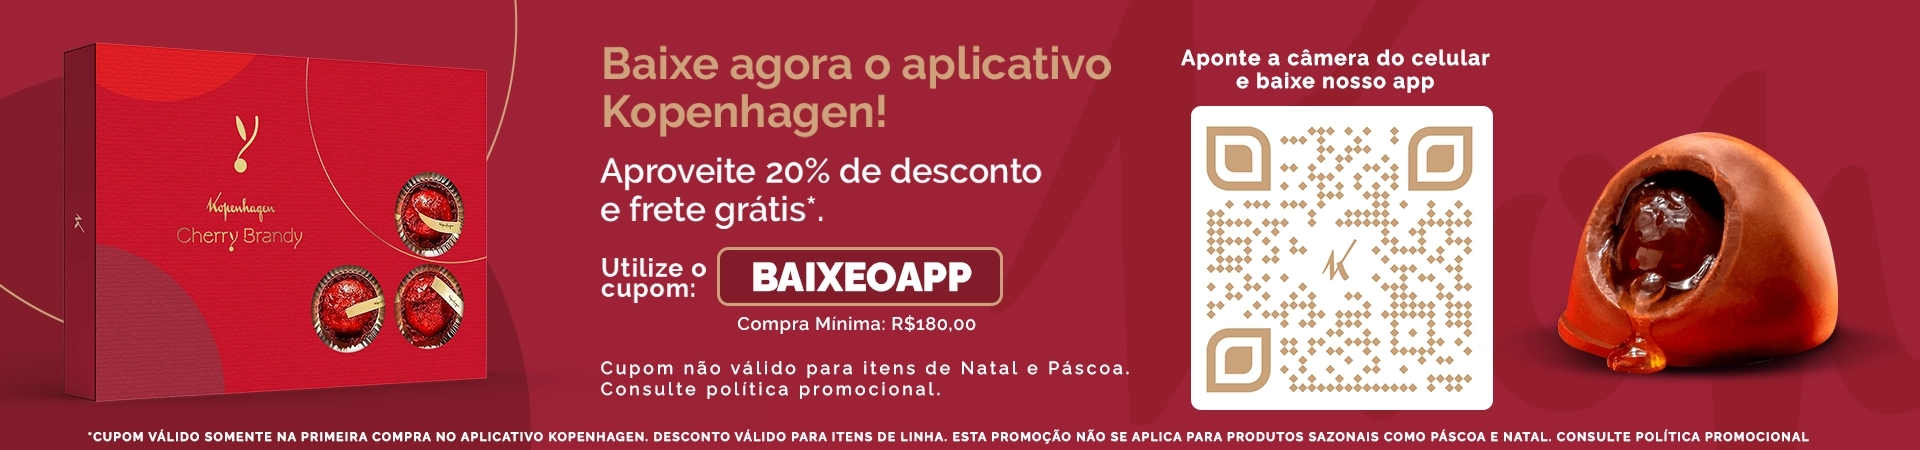 Kopenhagen
Cherry Brandy
Baixe agora o aplicativo
Kopenhagen!
Aproveite 20% de desconto
e frete grátis*.
Utilize o
cupom:
BAIXEOAPP
Compra Mínima: R$180,00
Cupom não válido para itens de Natal e Páscoa.
Consulte política promocional.
Aponte a câmera do celular
e baixe nosso app
*CUPOM VÁLIDO SOMENTE NA PRIMEIRA COMPRA NO APLICATIVO KOPENHAGEN. DESCONTO VÁLIDO PARA ITENS DE LINHA. ESTA PROMOÇÃO NÃO SE APLICA PARA PRODUTOS SAZONAIS COMO PÁSCOA E NATAL. CONSULTE POLÍTICA PROMOCIONAL